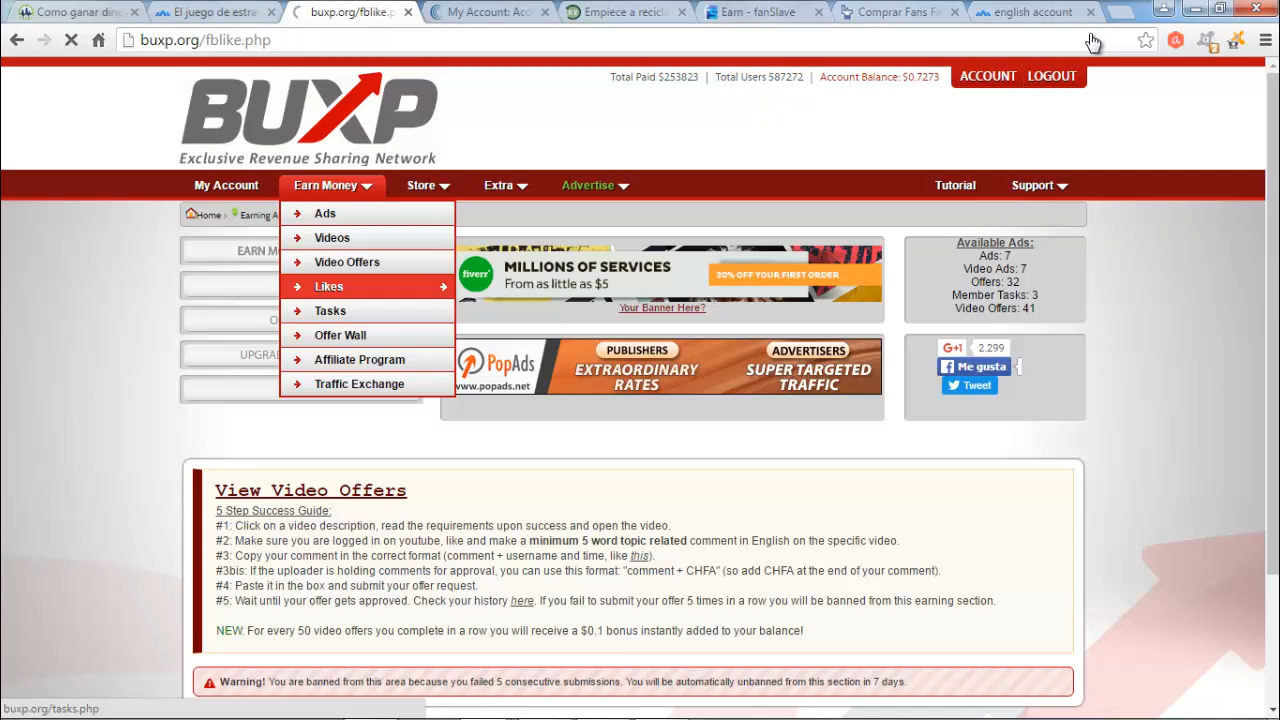 Como ganar dine
El juego de estra
buxp.org/fblike.p
My Account: Acc
Empiece a recicl
Earn - fanSlave
Comprar Fans Fa
english account
buxp.org/fblike.php
Total Paid $253823 | Total Users 587272 | Account Balance: $0.7273
ACCOUNT LOGOUT
BUXP
Exclusive Revenue Sharing Network
My Account
Earn Money
Store
Extra
Advertise
Tutorial
Support
Home › Earning A
Ads
Videos
Video Offers
Likes
Tasks
Offer Wall
Affiliate Program
Traffic Exchange
EARN M
O
UPGRA
fiverr
MILLIONS OF SERVICES
From as little as $5
20% OFF YOUR FIRST ORDER
Your Banner Here?
PopAds
www.popads.net
PUBLISHERS
EXTRAORDINARY
RATES
ADVERTISERS
SUPER TARGETED
TRAFFIC
Available Ads:
Ads: 7
Video Ads: 7
Offers: 32
Member Tasks: 3
Video Offers: 41
G+1 2.299
Me gusta
Tweet
View Video Offers
5 Step Success Guide:
#1: Click on a video description, read the requirements upon success and open the video.
#2: Make sure you are logged in on youtube, like and make a minimum 5 word topic related comment in English on the specific video.
#3: Copy your comment in the correct format (comment + username and time, like this).
#3bis: If the uploader is holding comments for approval, you can use this format: "comment + CHFA" (so add CHFA at the end of your comment).
#4: Paste it in the box and submit your offer request.
#5: Wait until your offer gets approved. Check your history here. If you fail to submit your offer 5 times in a row you will be banned from this earning section.
NEW: For every 50 video offers you complete in a row you will receive a $0.1 bonus instantly added to your balance!
Warning! You are banned from this area because you failed 5 consecutive submissions. You will be automatically unbanned from this section in 7 days.
buxp.org/tasks.php